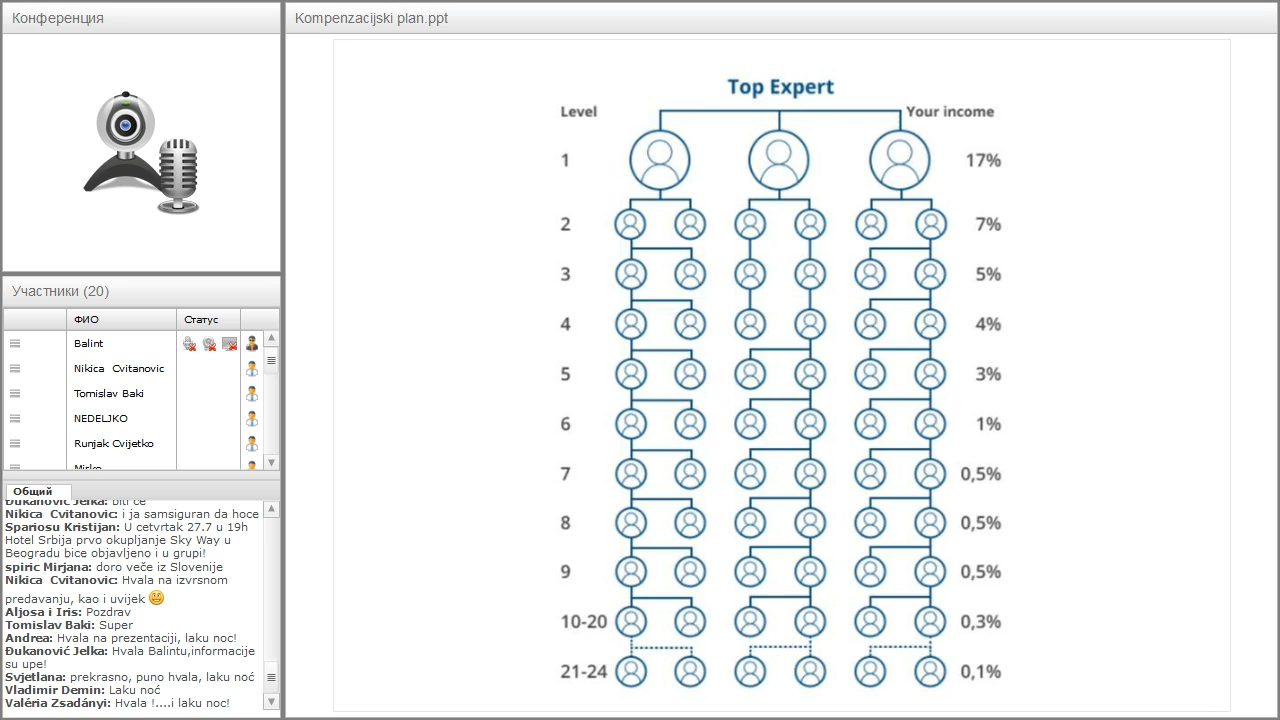 Конференция
Kompenzacijski plan.ppt
Top Expert
Level
Your income
1
17%
2
7%
3
5%
4
4%
5
3%
6
1%
7
0,5%
8
0,5%
9
0,5%
10-20
0,3%
21-24
0,1%
Участники (20)
ФИО
Статус
Balint
Nikica Cvitanovic
Tomislav Baki
NEDELJKO
Runjak Cvijetko
Mirko
Общий
Đukanović Jelka: biti ce
Nikica Cvitanovic: i ja samsiguran da hoce
Spariosu Kristijan: U cetvrtak 27.7 u 19h
Hotel Srbija prvo okupljanje Sky Way u
Beogradu bice objavljeno i u grupi!
spiric Mirjana: doro veče iz Slovenije
Nikica Cvitanovic: Hvala na izvrsnom
predavanju, kao i uvijek
Aljosa i Iris: Pozdrav
Tomislav Baki: Super
Andrea: Hvala na prezentaciji, laku noc!
Đukanović Jelka: Hvala Balintu,informacije
su upe!
Svjetlana: prekrasno, puno hvala, laku noć
Vladimir Demin: Laku noć
Valéria Zsadányi: Hvala !....i laku noc!